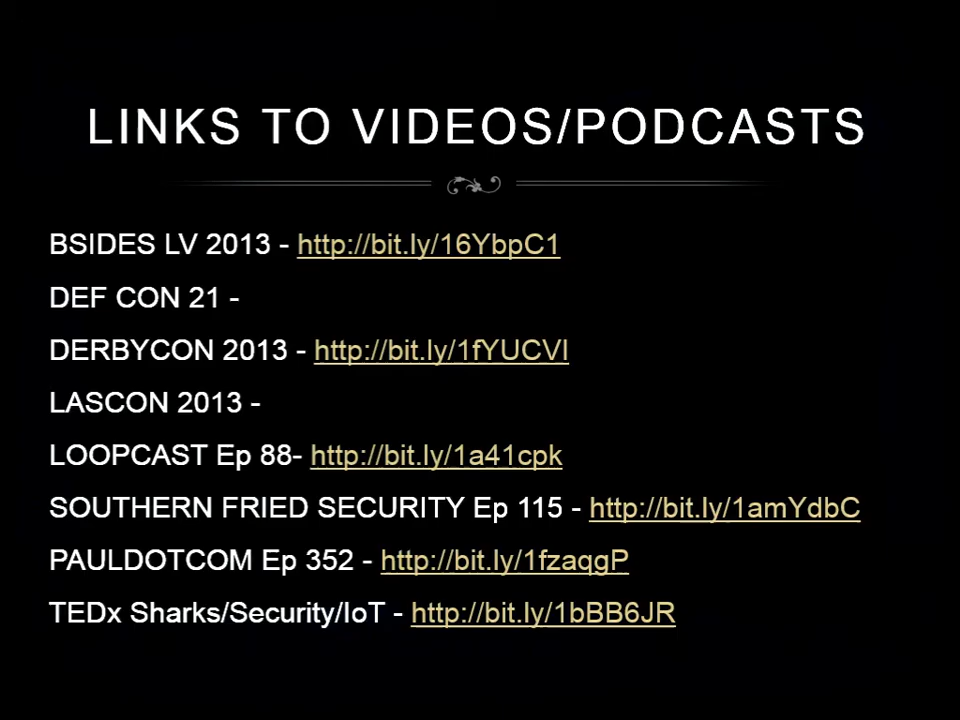 LINKS TO VIDEOS/PODCASTS
BSIDES LV 2013 - http://bit.ly/16YbpC1
DEF CON 21 -
DERBYCON 2013 - http://bit.ly/1fYUCVI
LASCON 2013 -
LOOPCAST Ep 88- http://bit.ly/1a41cpk
SOUTHERN FRIED SECURITY Ep 115 - http://bit.ly/1amYdbC
PAULDOTCOM Ep 352 - http://bit.ly/1fzaqgP
TEDx Sharks/Security/IoT - http://bit.ly/1bBB6JR